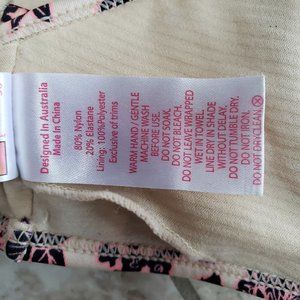 Designed In Australia
Made In China
80% Nylon
20% Elastane
Lining: 100%Polyester
Exclusive of trims
WARM HAND / GENTLE
MACHINE WASH
BEFORE USE.
DO NOT SOAK.
DO NOT BLEACH.
DO NOT LEAVE WRAPPED
WET IN TOWEL
LINE DRY IN SHADE
WITHOUT DELAY.
DO NOT TUMBLE DRY.
DO NOT IRON.
DO NOT DRYCLEAN